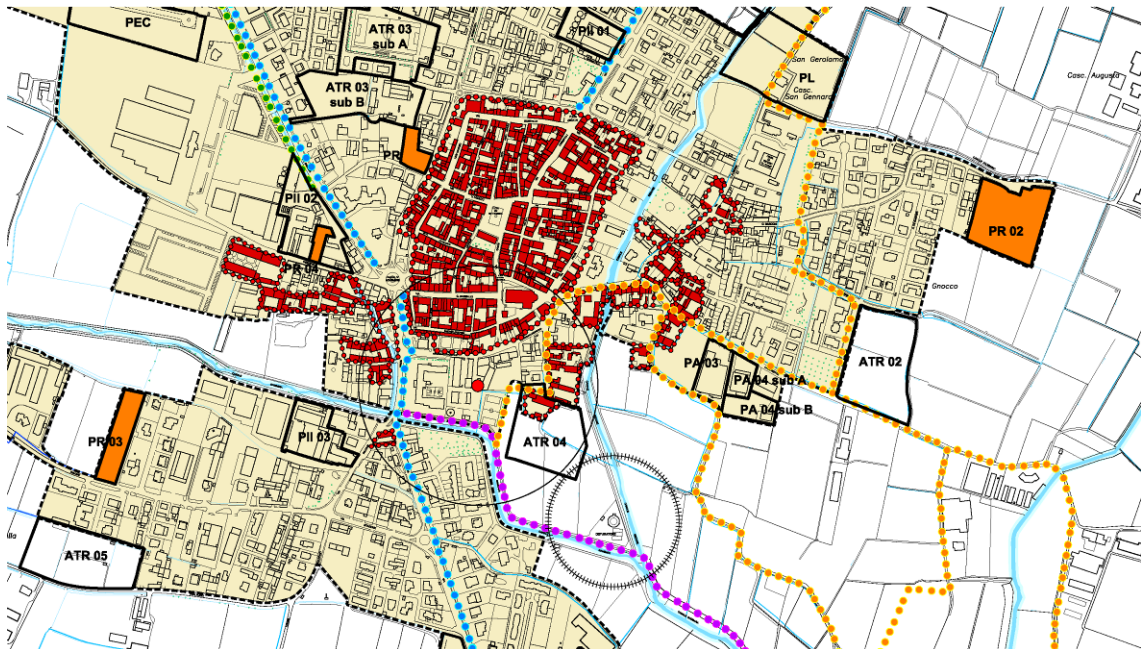 PEC
ATR 03
sub A
PII 01
San Gerolamo
PL
Casc.
San Gennaro
Casc. Augusta
ATR 03
sub B
PR
PII 02
PR 02
PR 04
Gnocco
ATR 02
PA 03
PA 04 sub A
PA 04 sub B
PR 03
PII 03
ATR 04
ATR 05